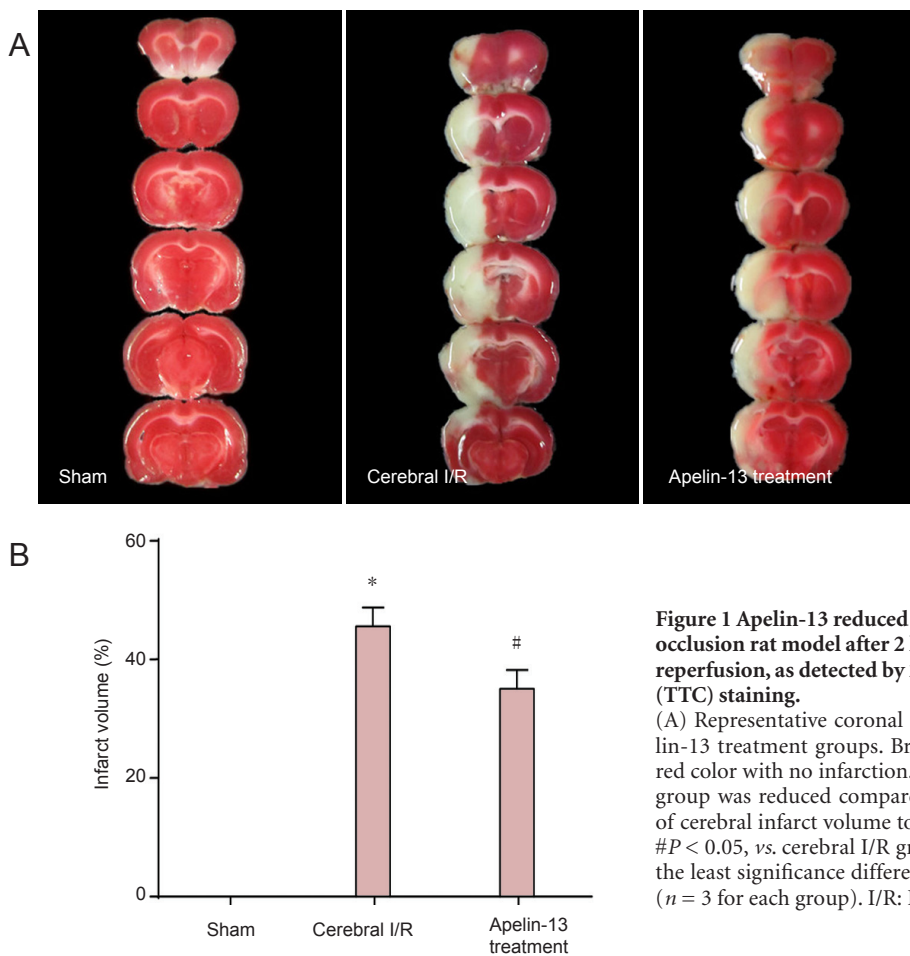 A
Sham
Cerebral I/R
Apelin-13 treatment
B
60
40
20
0
Infarct volume (%)
*
#
Sham
Cerebral I/R
Apelin-13
treatment
Figure 1 Apelin-13 reduced
occlusion rat model after 2
reperfusion, as detected by
(TTC) staining.
(A) Representative coronal
lin-13 treatment groups. Br
red color with no infarction.
group was reduced compare
of cerebral infarct volume to
#P < 0.05, vs. cerebral I/R gr
the least significance differe
(n = 3 for each group). I/R: